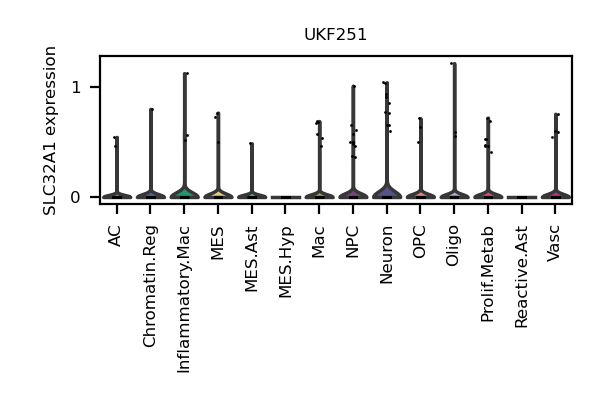 UKF251
SLC32A1 expression
1
0
AC
Chromatin.Reg
Inflammatory.Mac
MES
MES.Ast
MES.Hyp
Mac
NPC
Neuron
OPC
Oligo
Prolif.Metab
Reactive.Ast
Vasc